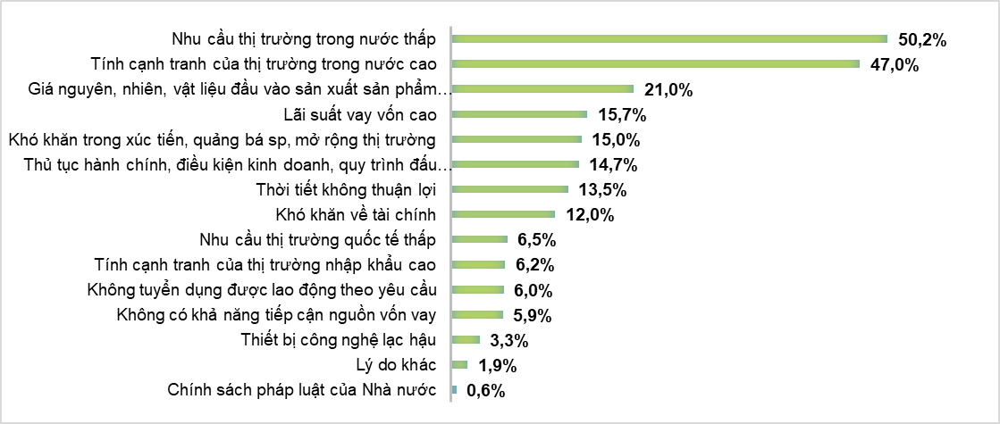 Nhu cầu thị trường trong nước thấp 50,2%
Tính cạnh tranh của thị trường trong nước cao 47,0%
Giá nguyên, nhiên, vật liệu đầu vào sản xuất sản phẩm… 21,0%
Lãi suất vay vốn cao 15,7%
Khó khăn trong xúc tiến, quảng bá sp, mở rộng thị trường 15,0%
Thủ tục hành chính, điều kiện kinh doanh, quy trình đấu… 14,7%
Thời tiết không thuận lợi 13,5%
Khó khăn về tài chính 12,0%
Nhu cầu thị trường quốc tế thấp 6,5%
Tính cạnh tranh của thị trường nhập khẩu cao 6,2%
Không tuyển dụng được lao động theo yêu cầu 6,0%
Không có khả năng tiếp cận nguồn vốn vay 5,9%
Thiết bị công nghệ lạc hậu 3,3%
Lý do khác 1,9%
Chính sách pháp luật của Nhà nước 0,6%